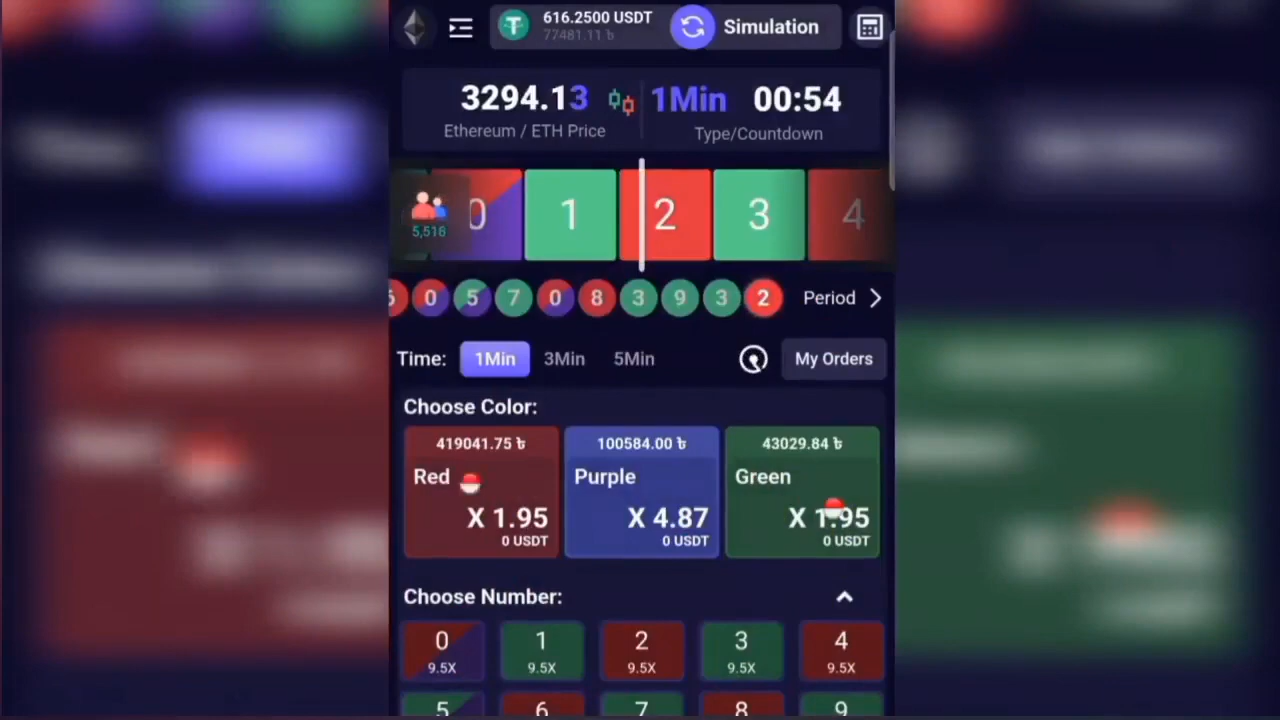 616.2500 USDT
77481.11 ৳
Simulation
3294.13
1Min
00:54
Ethereum / ETH Price
Type/Countdown
5,518
0
1
2
3
4
0
5
7
0
8
3
9
3
2
Period
Time:
1Min
3Min
5Min
My Orders
Choose Color:
419041.75 ৳
100584.00 ৳
43029.84 ৳
Red
Purple
Green
X 1.95
X 4.87
X 1.95
0 USDT
0 USDT
0 USDT
Choose Number:
0
1
2
3
4
9.5X
9.5X
9.5X
9.5X
9.5X
5
6
7
8
9